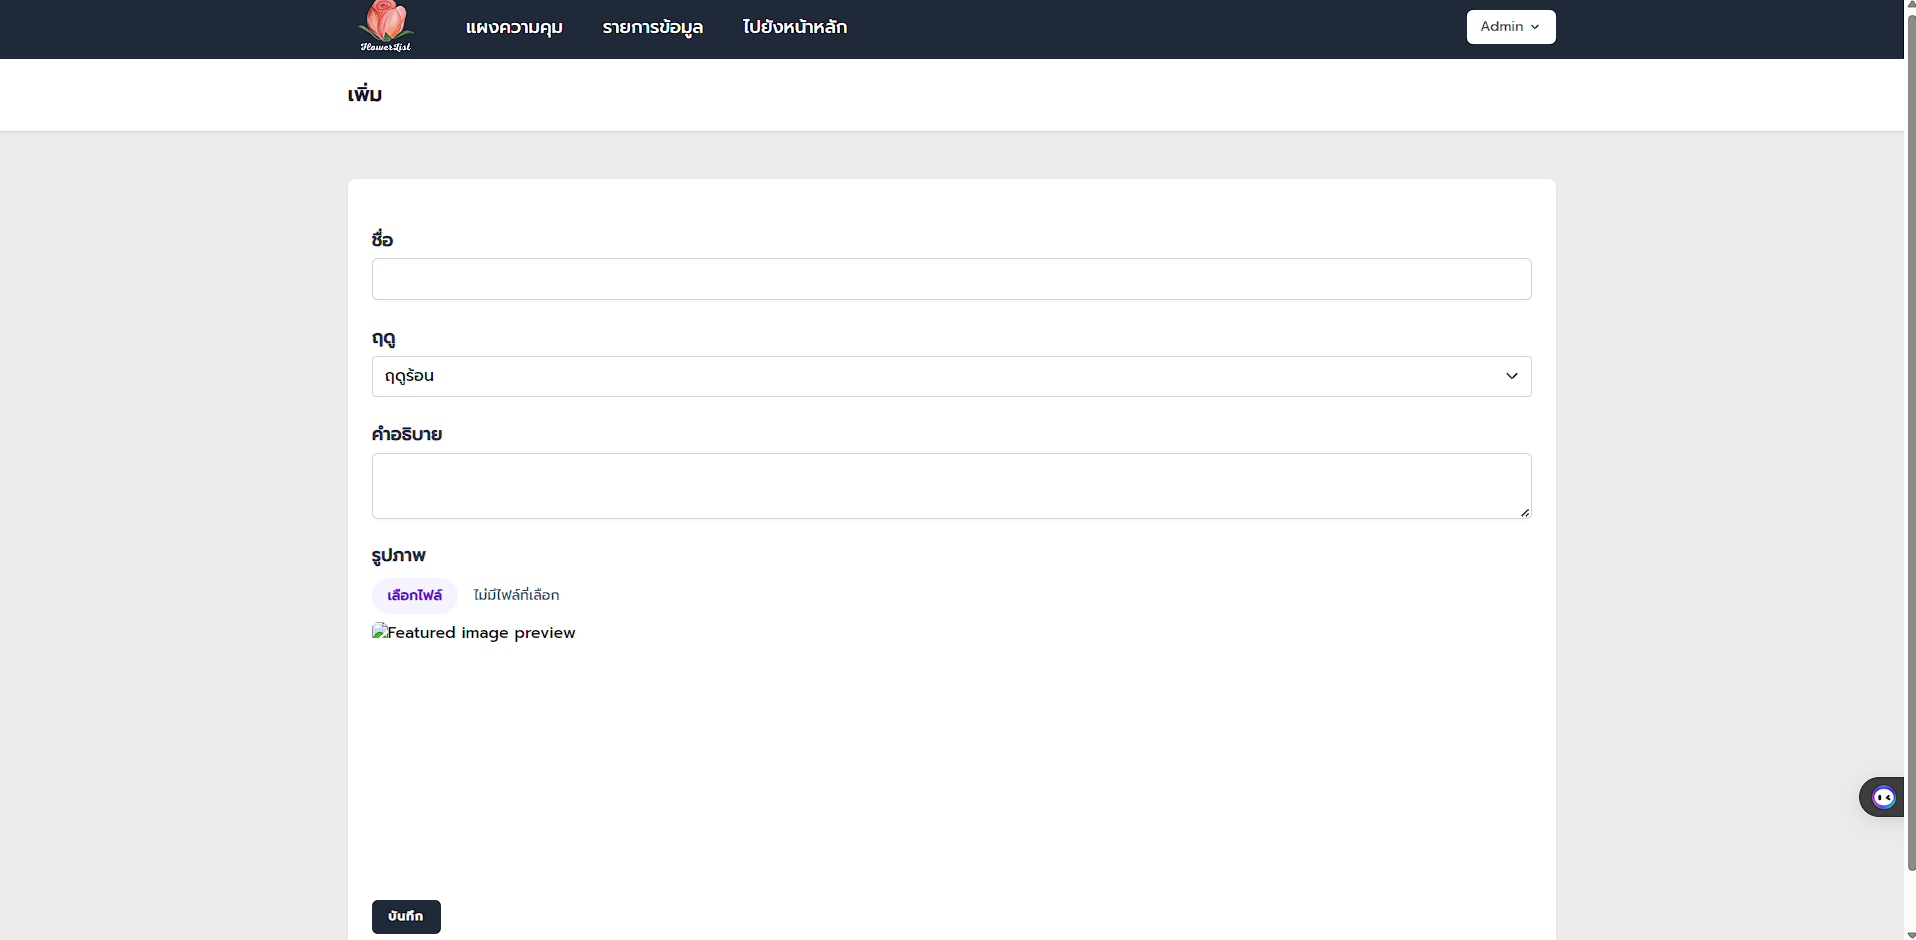 FlowerList
แผงความคุม
รายการข้อมูล
ไปยังหน้าหลัก
Admin
เพิ่ม
ชื่อ
ฤดู
ฤดูร้อน
คำอธิบาย
รูปภาพ
เลือกไฟล์ ไม่มีไฟล์ที่เลือก
Featured image preview
บันทึก